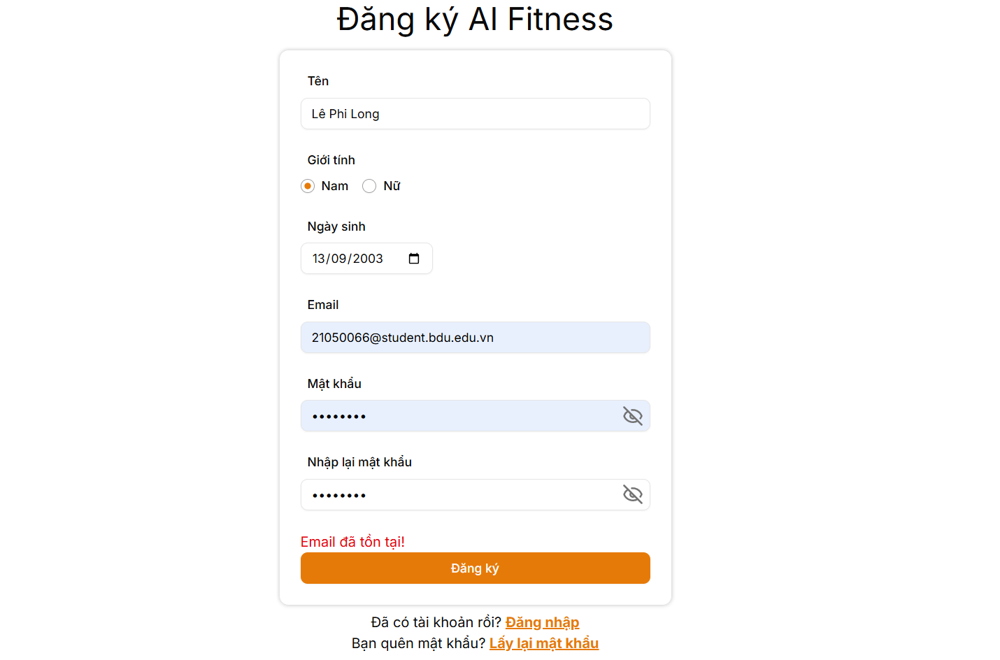 Đăng ký AI Fitness
Tên
Lê Phi Long
Giới tính
Nam Nữ
Ngày sinh
13/09/2003
Email
21050066@student.bdu.edu.vn
Mật khẩu
••••••••
Nhập lại mật khẩu
••••••••
Email đã tồn tại!
Đăng ký
Đã có tài khoản rồi? Đăng nhập
Bạn quên mật khẩu? Lấy lại mật khẩu